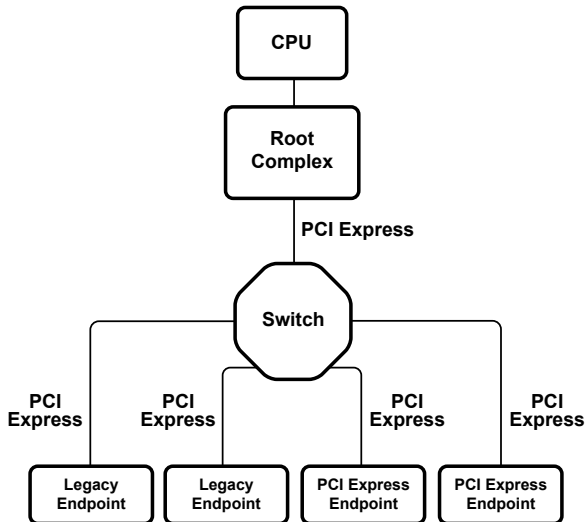 CPU
Root
Complex
PCI Express
Switch
PCI
Express
PCI
Express
PCI
Express
PCI
Express
Legacy
Endpoint
Legacy
Endpoint
PCI Express
Endpoint
PCI Express
Endpoint